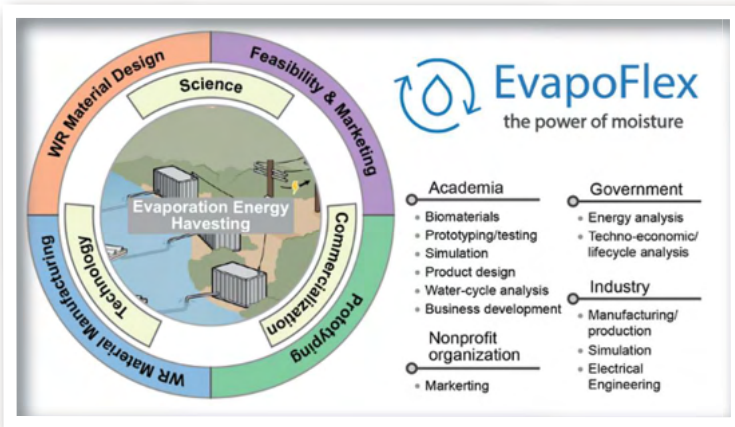 WR Material Design
Feasibility & Marketing
Prototyping
WR Material Manufacturing
Science
Commercialization
Technology
Evaporation Energy
Havesting
EvapoFlex
the power of moisture
Academia
• Biomaterials
• Prototyping/testing
• Simulation
• Product design
• Water-cycle analysis
• Business development
Nonprofit
organization
• Markerting
Government
• Energy analysis
• Techno-economic/
lifecycle analysis
Industry
• Manufacturing/
production
• Simulation
• Electrical
Engineering